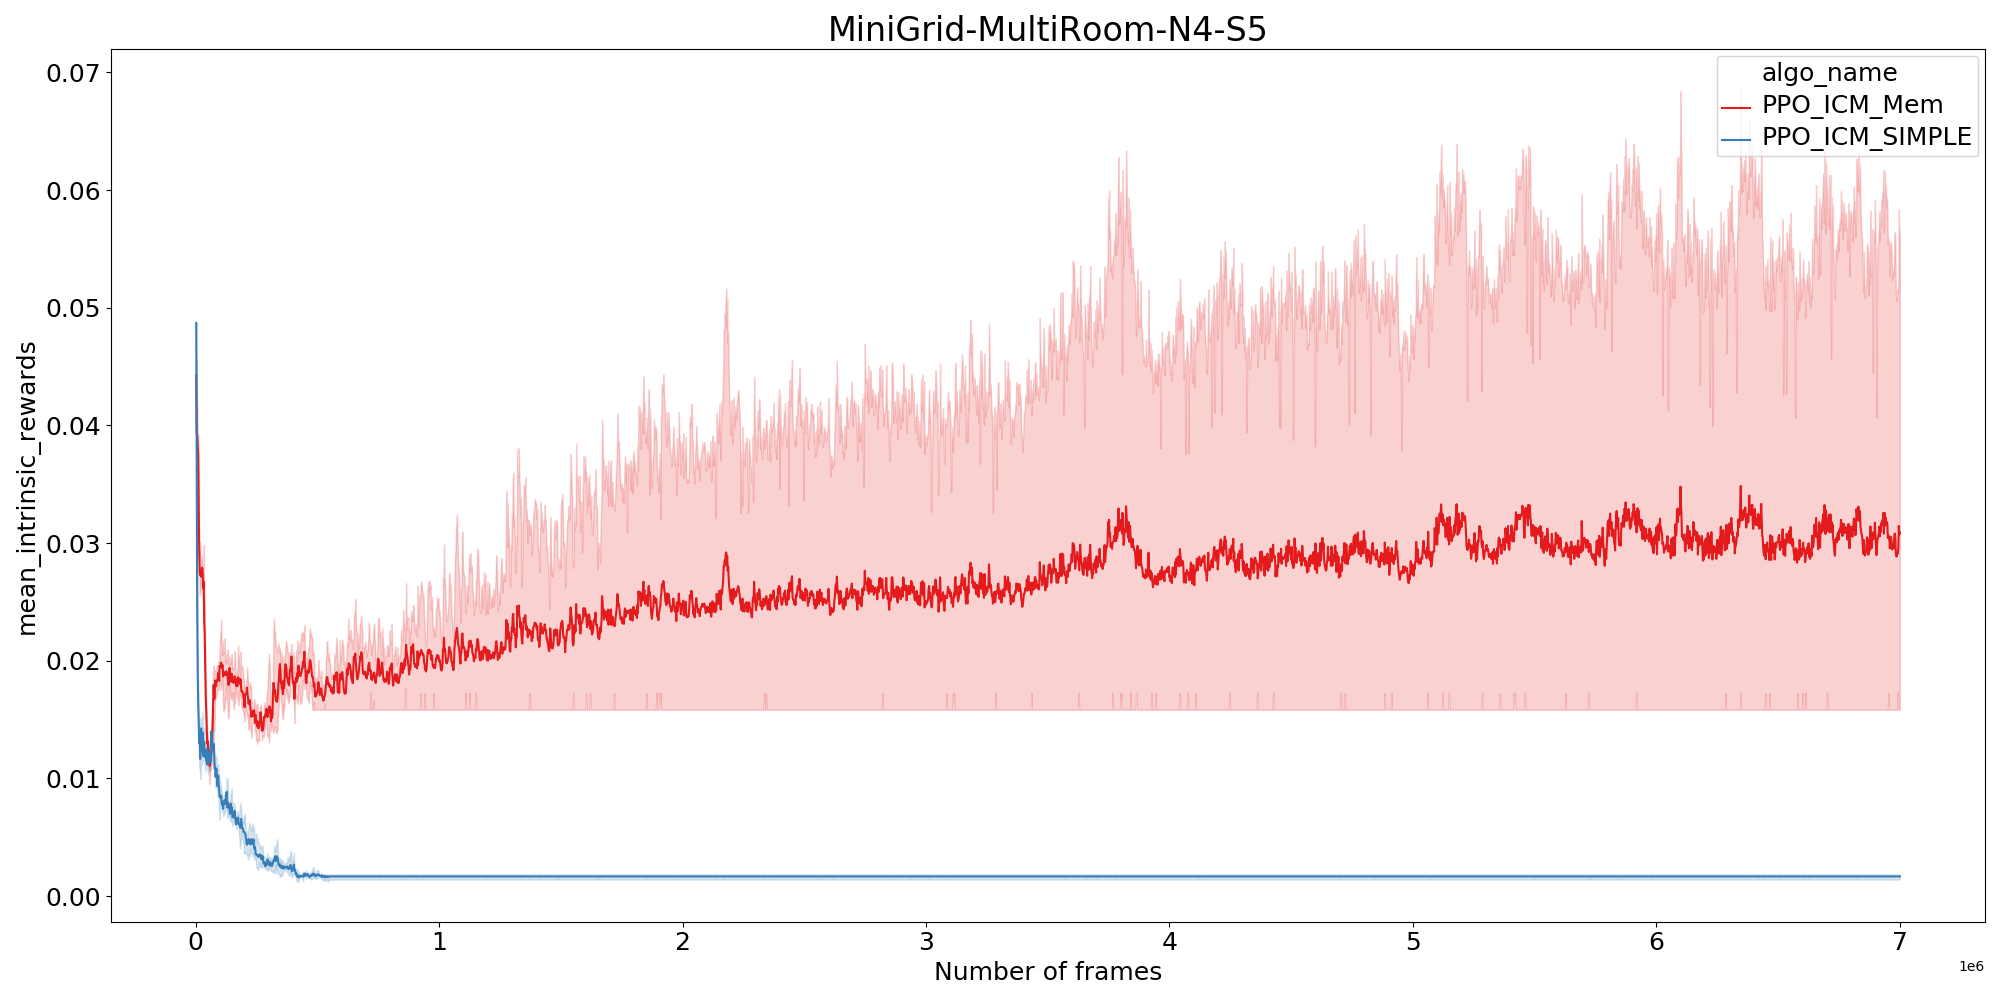 MiniGrid-MultiRoom-N4-S5
algo_name
PPO_ICM_Mem
PPO_ICM_SIMPLE
mean_intrinsic_rewards
0.07
0.06
0.05
0.04
0.03
0.02
0.01
0.00
0 1 2 3 4 5 6 7
Number of frames
1e6